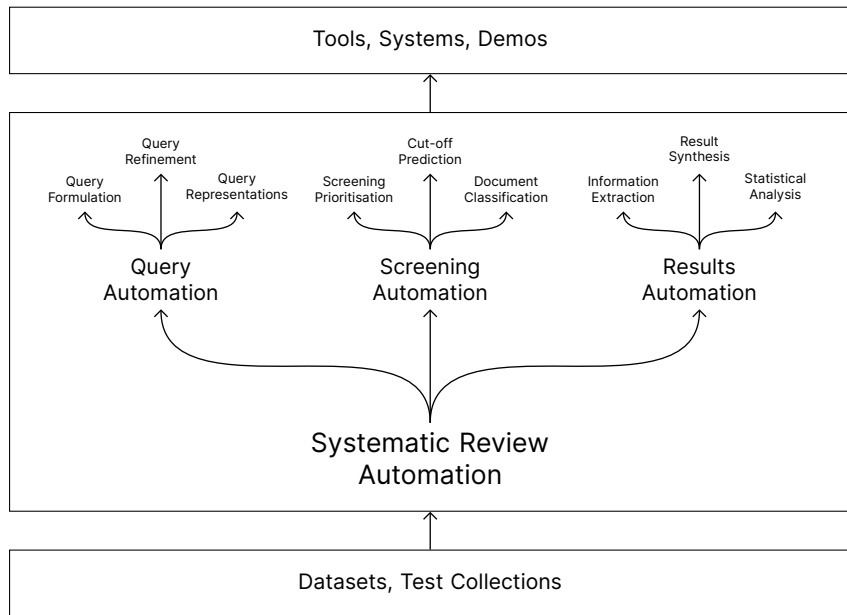 Tools, Systems, Demos
Query
Refinement
Query
Formulation
Query
Representations
Query
Automation
Cut-off
Prediction
Screening
Prioritisation
Document
Classification
Screening
Automation
Result
Synthesis
Information
Extraction
Statistical
Analysis
Results
Automation
Systematic Review
Automation
Datasets, Test Collections